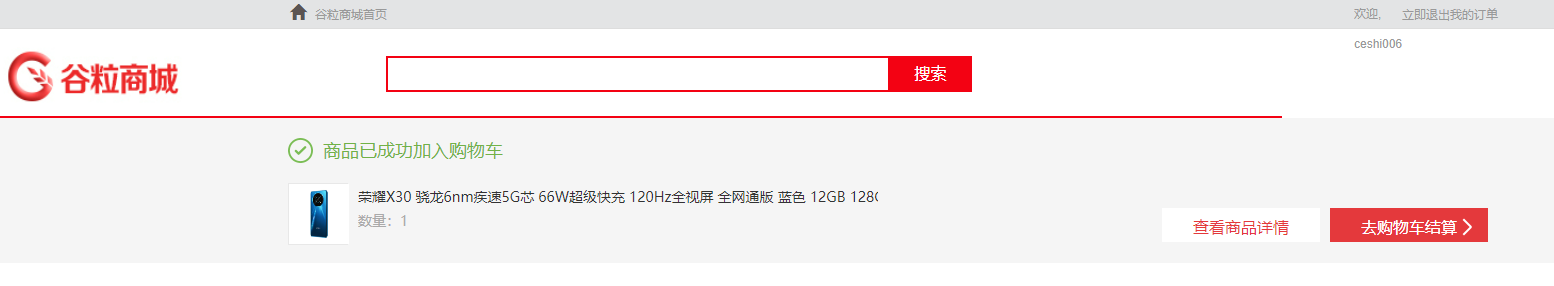 谷粒商城首页
欢迎,
立即退出我的订单
ceshi006
谷粒商城
搜索
商品已成功加入购物车
荣耀X30 骁龙6nm疾速5G芯 66W超级快充 120Hz全视屏 全网通版 蓝色 12GB 128
数量：1
查看商品详情
去购物车结算